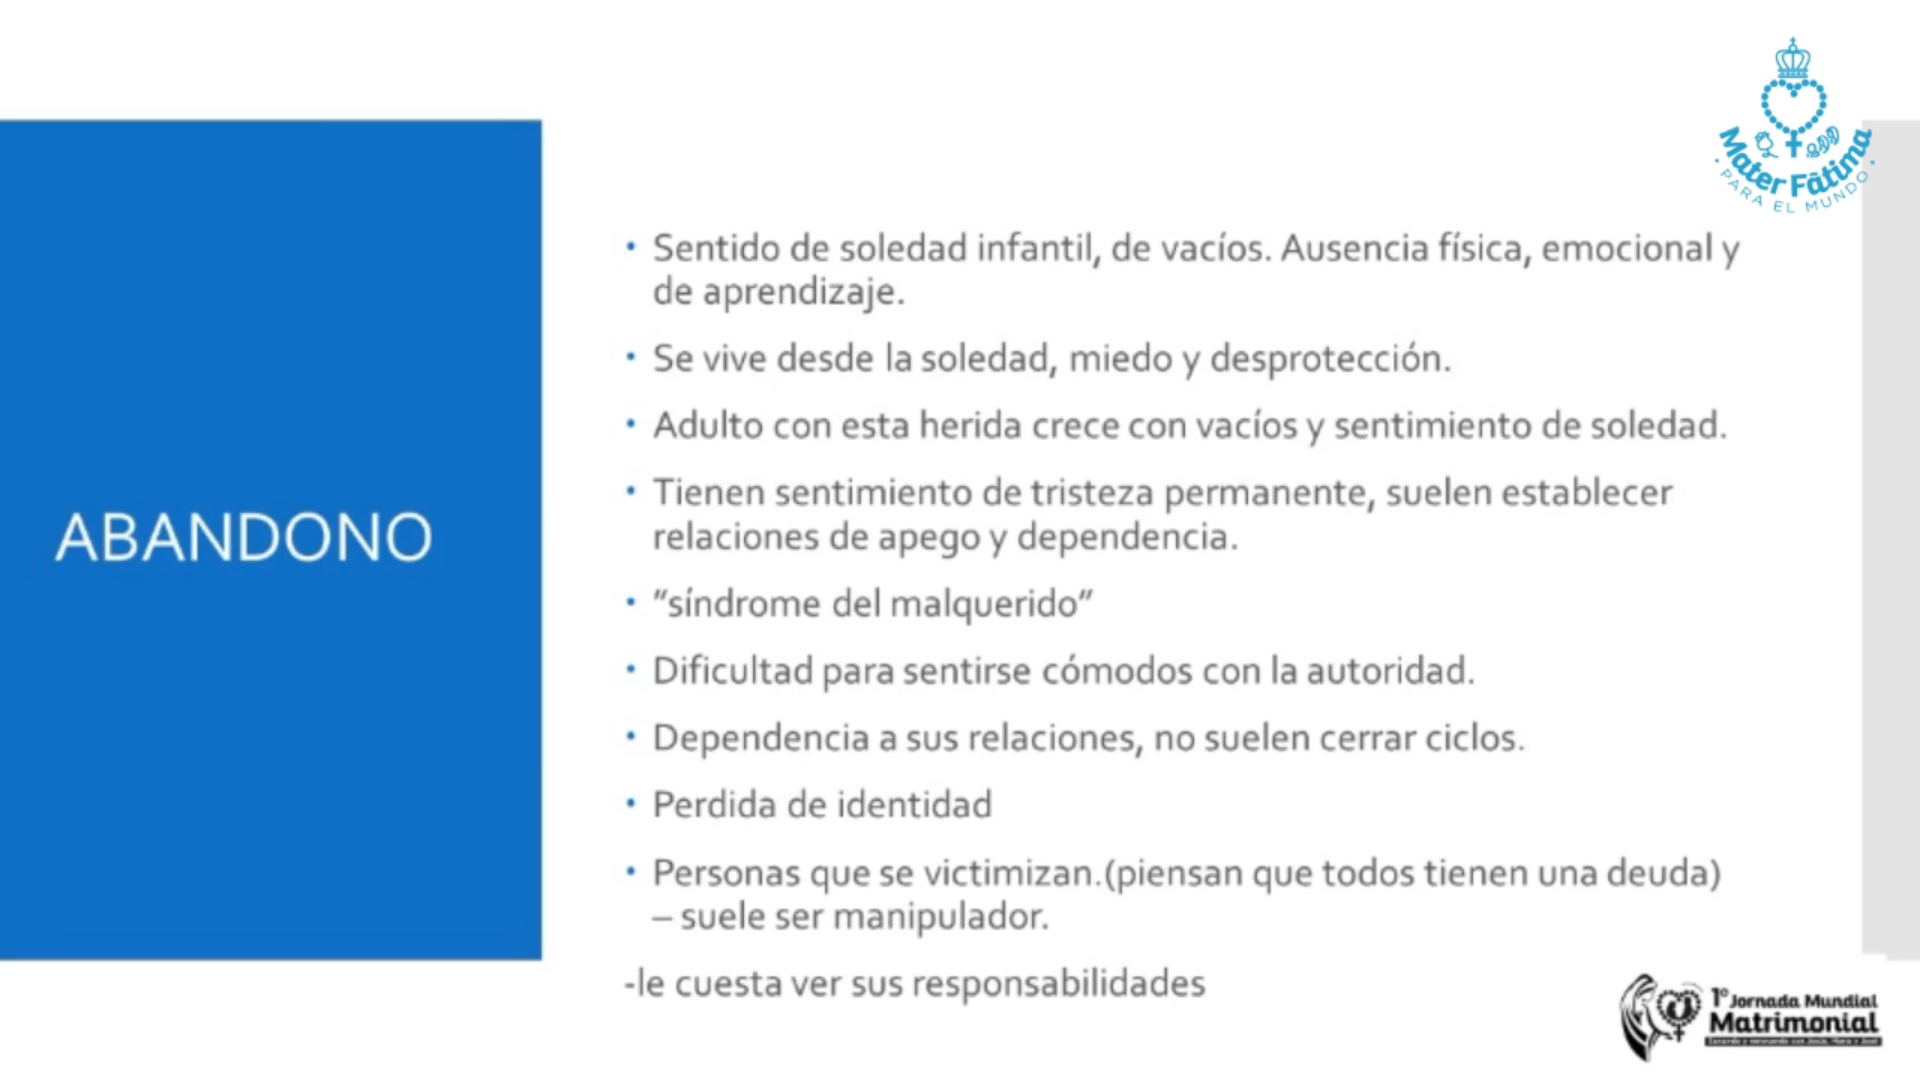 Mater Fātima
· PARA EL MUNDO ·
ABANDONO
• Sentido de soledad infantil, de vacíos. Ausencia física, emocional y
de aprendizaje.
• Se vive desde la soledad, miedo y desprotección.
• Adulto con esta herida crece con vacíos y sentimiento de soledad.
• Tienen sentimiento de tristeza permanente, suelen establecer
relaciones de apego y dependencia.
• "síndrome del malquerido"
• Dificultad para sentirse cómodos con la autoridad.
• Dependencia a sus relaciones, no suelen cerrar ciclos.
• Perdida de identidad
• Personas que se victimizan.(piensan que todos tienen una deuda)
– suele ser manipulador.
-le cuesta ver sus responsabilidades
1º Jornada Mundial
Matrimonial